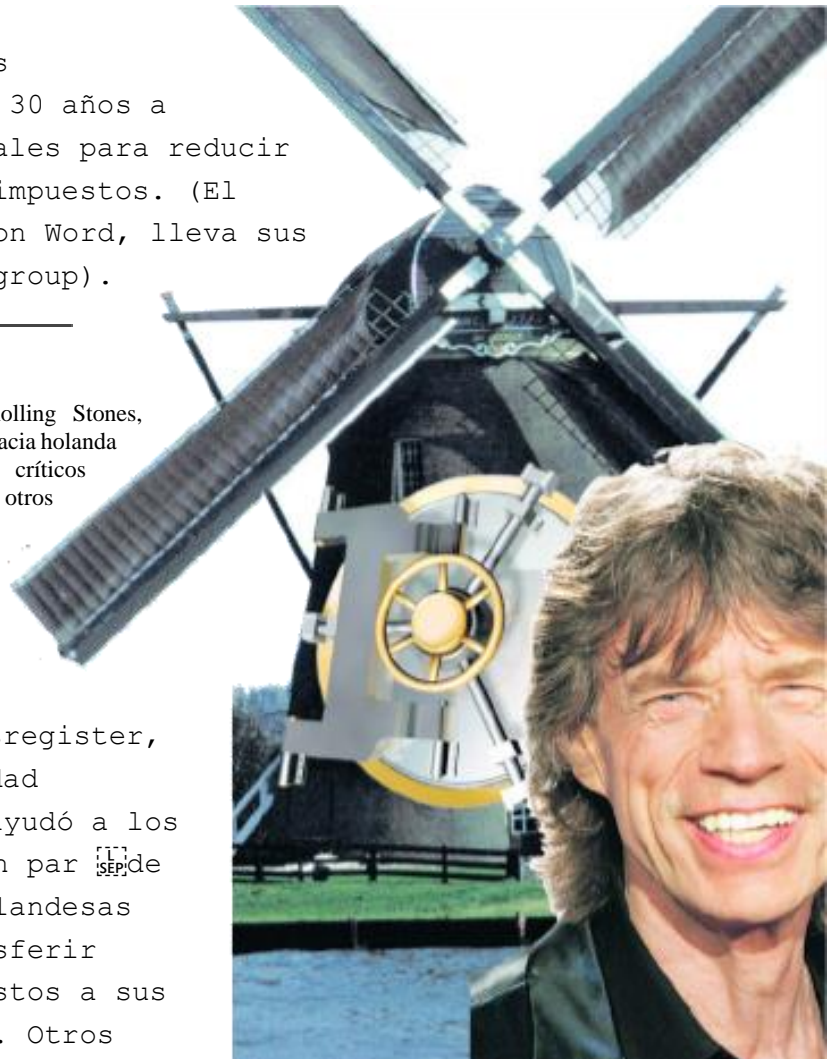 s
30 años a
ales para reducir
impuestos. (El
on Word, lleva sus
group).
olling Stones,
acia holanda
críticos
otros
register,
dad
yudó a los
n par de
landesas
sferir
stos a sus
. Otros